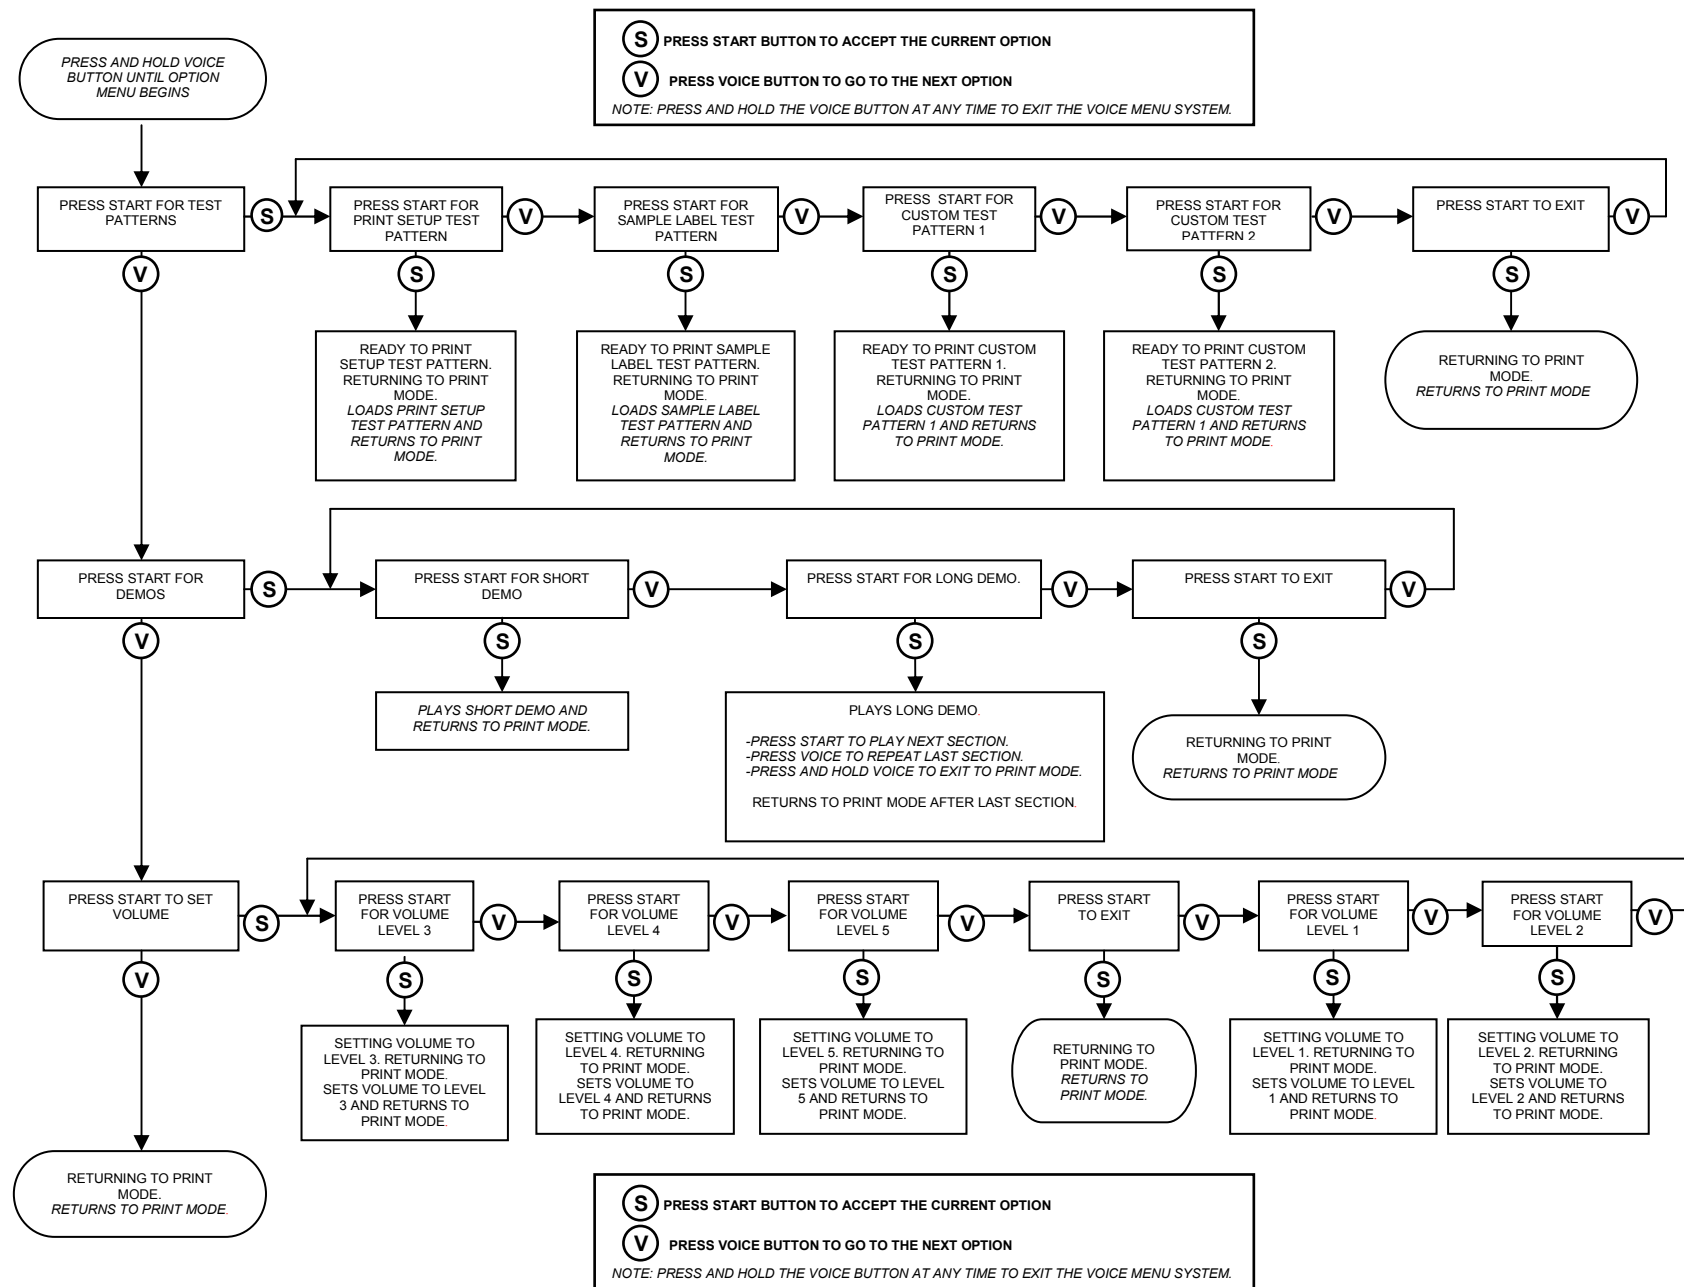 PRESS AND HOLD VOICE
BUTTON UNTIL OPTION
MENU BEGINS
S PRESS START BUTTON TO ACCEPT THE CURRENT OPTION
V PRESS VOICE BUTTON TO GO TO THE NEXT OPTION
NOTE: PRESS AND HOLD THE VOICE BUTTON AT ANY TIME TO EXIT THE VOICE MENU SYSTEM.
PRESS START FOR TEST
PATTERNS
S
PRESS START FOR
PRINT SETUP TEST
PATTERN
V
PRESS START FOR
SAMPLE LABEL TEST
PATTERN
V
PRESS START FOR
CUSTOM TEST
PATTERN 1
V
PRESS START FOR
CUSTOM TEST
PATTERN 2
V
PRESS START TO EXIT
V
V
S
S
S
S
S
READY TO PRINT
SETUP TEST PATTERN.
RETURNING TO PRINT
MODE.
LOADS PRINT SETUP
TEST PATTERN AND
RETURNS TO PRINT
MODE.
READY TO PRINT SAMPLE
LABEL TEST PATTERN.
RETURNING TO PRINT
MODE.
LOADS SAMPLE LABEL
TEST PATTERN AND
RETURNS TO PRINT
MODE.
READY TO PRINT CUSTOM
TEST PATTERN 1.
RETURNING TO PRINT
MODE.
LOADS CUSTOM TEST
PATTERN 1 AND RETURNS
TO PRINT MODE.
READY TO PRINT CUSTOM
TEST PATTERN 2.
RETURNING TO PRINT
MODE.
LOADS CUSTOM TEST
PATTERN 1 AND RETURNS
TO PRINT MODE.
RETURNING TO PRINT
MODE.
RETURNS TO PRINT MODE
PRESS START FOR
DEMOS
S
PRESS START FOR SHORT
DEMO
V
PRESS START FOR LONG DEMO.
V
PRESS START TO EXIT
V
V
S
S
S
PLAYS SHORT DEMO AND
RETURNS TO PRINT MODE.
PLAYS LONG DEMO.
-PRESS START TO PLAY NEXT SECTION.
-PRESS VOICE TO REPEAT LAST SECTION.
-PRESS AND HOLD VOICE TO EXIT TO PRINT MODE.
RETURNS TO PRINT MODE AFTER LAST SECTION.
RETURNING TO PRINT
MODE.
RETURNS TO PRINT MODE
PRESS START TO SET
VOLUME
S
PRESS START
FOR VOLUME
LEVEL 3
V
PRESS START
FOR VOLUME
LEVEL 4
V
PRESS START
FOR VOLUME
LEVEL 5
V
PRESS START
TO EXIT
V
PRESS START
FOR VOLUME
LEVEL 1
V
PRESS START
FOR VOLUME
LEVEL 2
V
V
S
S
S
S
S
S
SETTING VOLUME TO
LEVEL 3. RETURNING TO
PRINT MODE.
SETS VOLUME TO LEVEL
3 AND RETURNS TO
PRINT MODE.
SETTING VOLUME TO
LEVEL 4. RETURNING
TO PRINT MODE.
SETS VOLUME TO
LEVEL 4 AND RETURNS
TO PRINT MODE.
SETTING VOLUME TO
LEVEL 5. RETURNING TO
PRINT MODE.
SETS VOLUME TO LEVEL
5 AND RETURNS TO
PRINT MODE.
RETURNING TO
PRINT MODE.
RETURNS TO
PRINT MODE.
SETTING VOLUME TO
LEVEL 1. RETURNING TO
PRINT MODE.
SETS VOLUME TO LEVEL
1 AND RETURNS TO
PRINT MODE.
SETTING VOLUME TO
LEVEL 2. RETURNING
TO PRINT MODE.
SETS VOLUME TO
LEVEL 2 AND RETURNS
TO PRINT MODE.
RETURNING TO PRINT
MODE.
RETURNS TO PRINT MODE.
S PRESS START BUTTON TO ACCEPT THE CURRENT OPTION
V PRESS VOICE BUTTON TO GO TO THE NEXT OPTION
NOTE: PRESS AND HOLD THE VOICE BUTTON AT ANY TIME TO EXIT THE VOICE MENU SYSTEM.